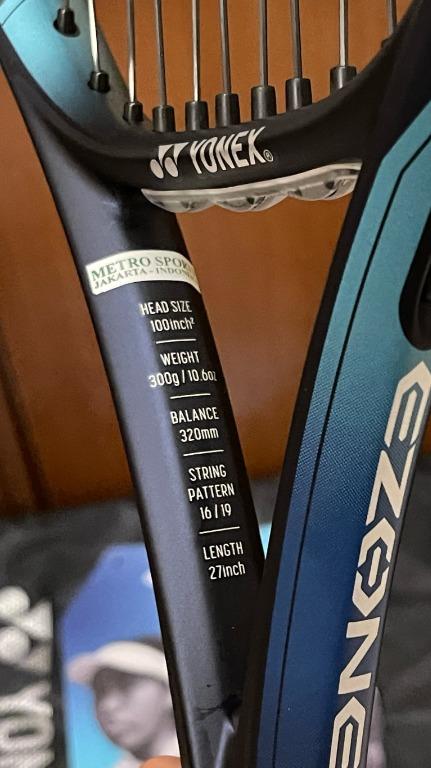 YONEX®
METRO SPORT
JAKARTA - INDONESIA
HEAD SIZE
100inch²
WEIGHT
300g / 10.6oz
BALANCE
320mm
STRING
PATTERN
16 / 19
LENGTH
27inch
EZONE
YON